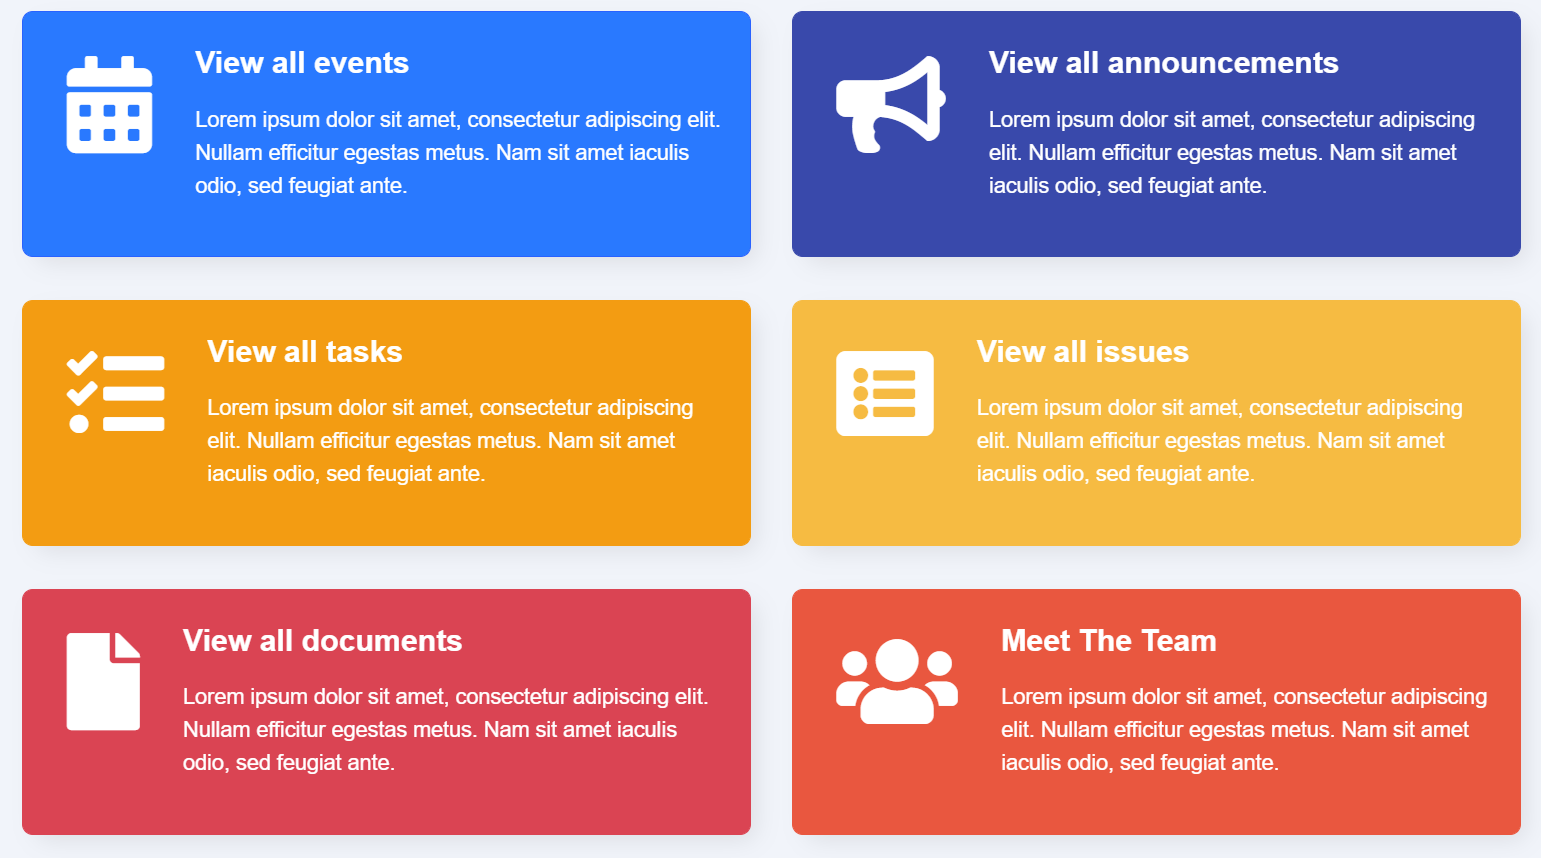 View all events
Lorem ipsum dolor sit amet, consectetur adipiscing elit.
Nullam efficitur egestas metus. Nam sit amet iaculis
odio, sed feugiat ante.
View all announcements
Lorem ipsum dolor sit amet, consectetur adipiscing
elit. Nullam efficitur egestas metus. Nam sit amet
iaculis odio, sed feugiat ante.
View all tasks
Lorem ipsum dolor sit amet, consectetur adipiscing
elit. Nullam efficitur egestas metus. Nam sit amet
iaculis odio, sed feugiat ante.
View all issues
Lorem ipsum dolor sit amet, consectetur adipiscing
elit. Nullam efficitur egestas metus. Nam sit amet
iaculis odio, sed feugiat ante.
View all documents
Lorem ipsum dolor sit amet, consectetur adipiscing elit.
Nullam efficitur egestas metus. Nam sit amet iaculis
odio, sed feugiat ante.
Meet The Team
Lorem ipsum dolor sit amet, consectetur adipiscing
elit. Nullam efficitur egestas metus. Nam sit amet
iaculis odio, sed feugiat ante.